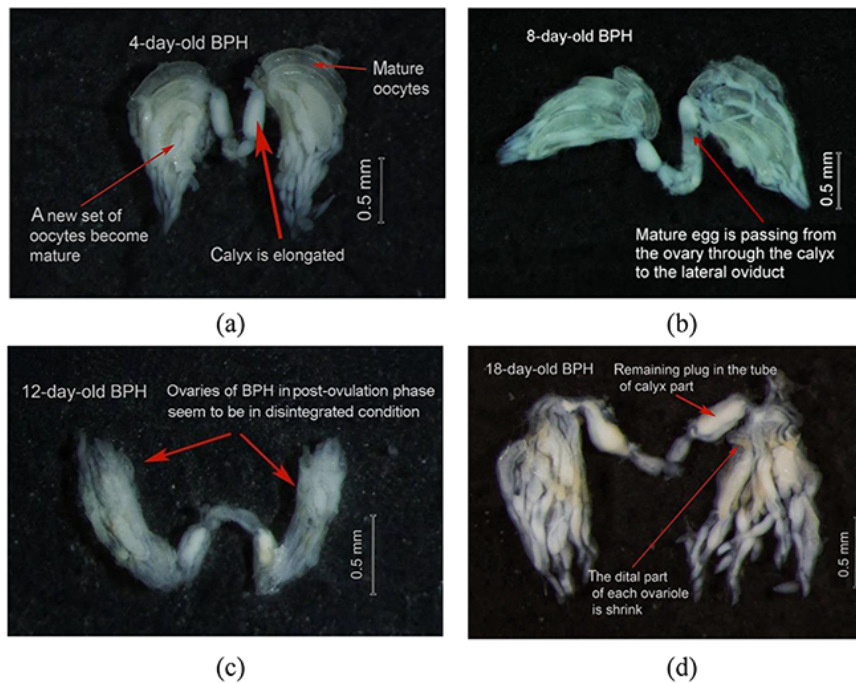 4-day-old BPH
Mature
oocytes
A new set of
oocytes become
mature
Calyx is elongated
0.5 mm
(a)
8-day-old BPH
0.5 mm
Mature egg is passing from
the ovary through the calyx
to the lateral oviduct
(b)
12-day-old BPH
Ovaries of BPH in post-ovulation phase
seem to be in disintegrated condition
0.5 mm
(c)
18-day-old BPH
Remaining plug in the tube
of calyx part
0.5 mm
The dital part
of each ovariole
is shrink
(d)